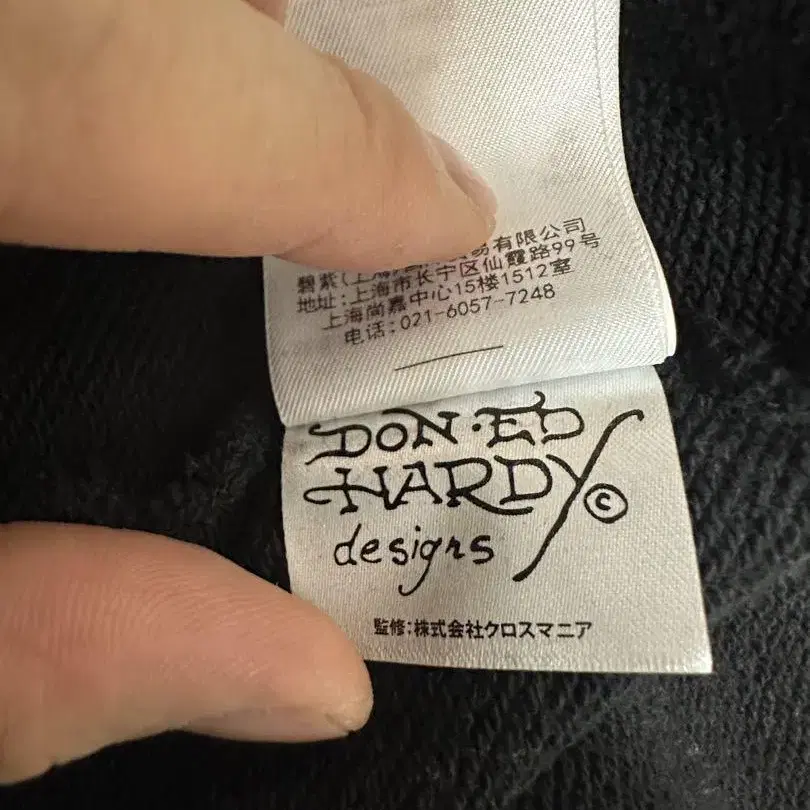 碧紫(上海)
贸易有限公司
地址:上海市长宁区仙霞路99号
上海尚嘉中心15楼1512室
电话:021-6057-7248
DON·ED
HARDY©
designs
監修:株式会社クロスマニア